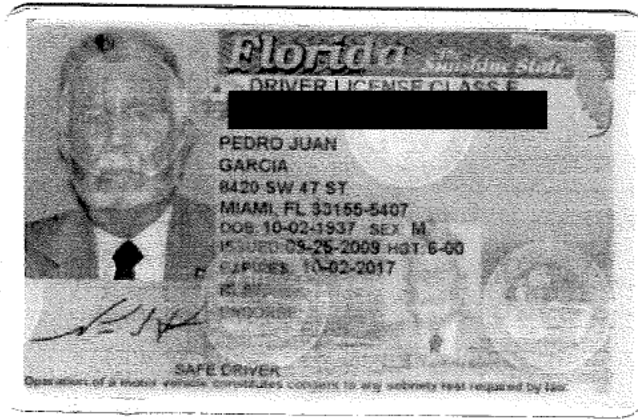 Florida The Sunshine State
DRIVER LICENSE CLASS E
PEDRO JUAN
GARCIA
8420 SW 47 ST
MIAMI, FL 33155-5407
DOB 10-02-1937 SEX M
ISSUED 09-25-2009 HGT 6-00
EXPIRES 10-02-2017
SAFE DRIVER
Operation of a motor vehicle constitutes consent to any sobriety test required by law.